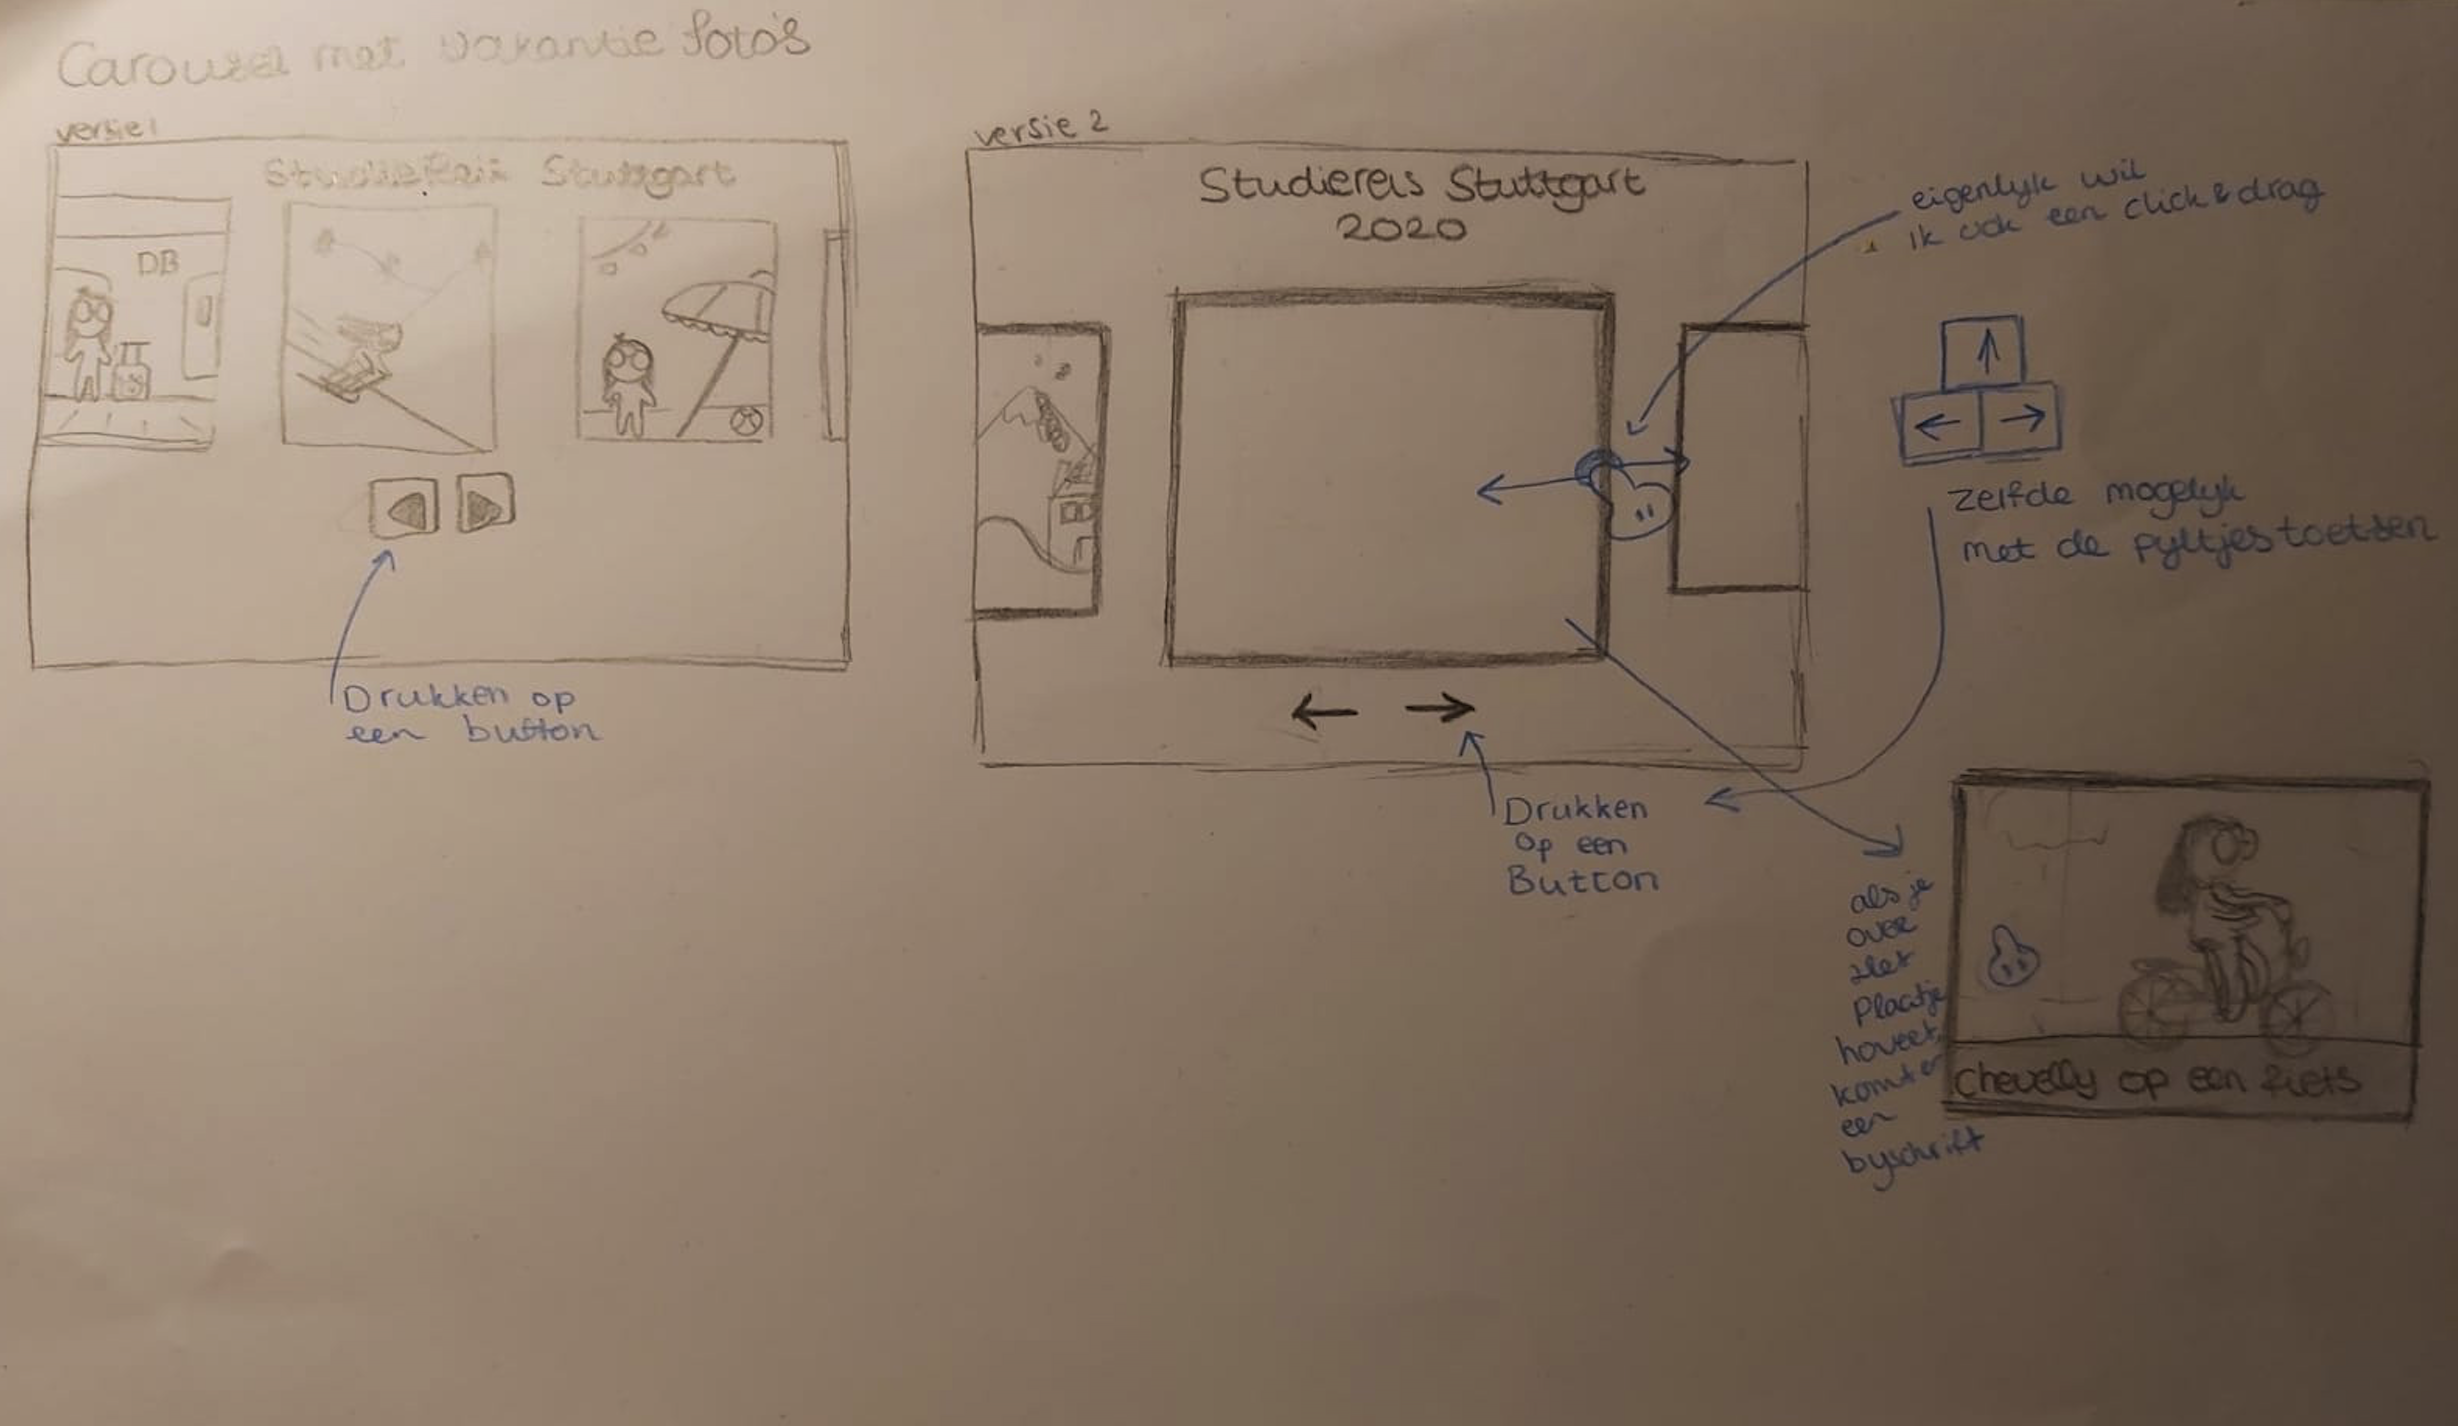 Carousel met vakantie foto's
versie 1
Studiereis Stuttgart
DB
Drukken op
een button
versie 2
Studiereis Stuttgart
2020
eigenlijk wil
ik ook een click & drag
zelfde mogelijk
met de pyltjestoetsen
Drukken
op een
Button
als je
over
het
Plaatje
hovert
komt er
een
byschrift
chevelly op een fiets